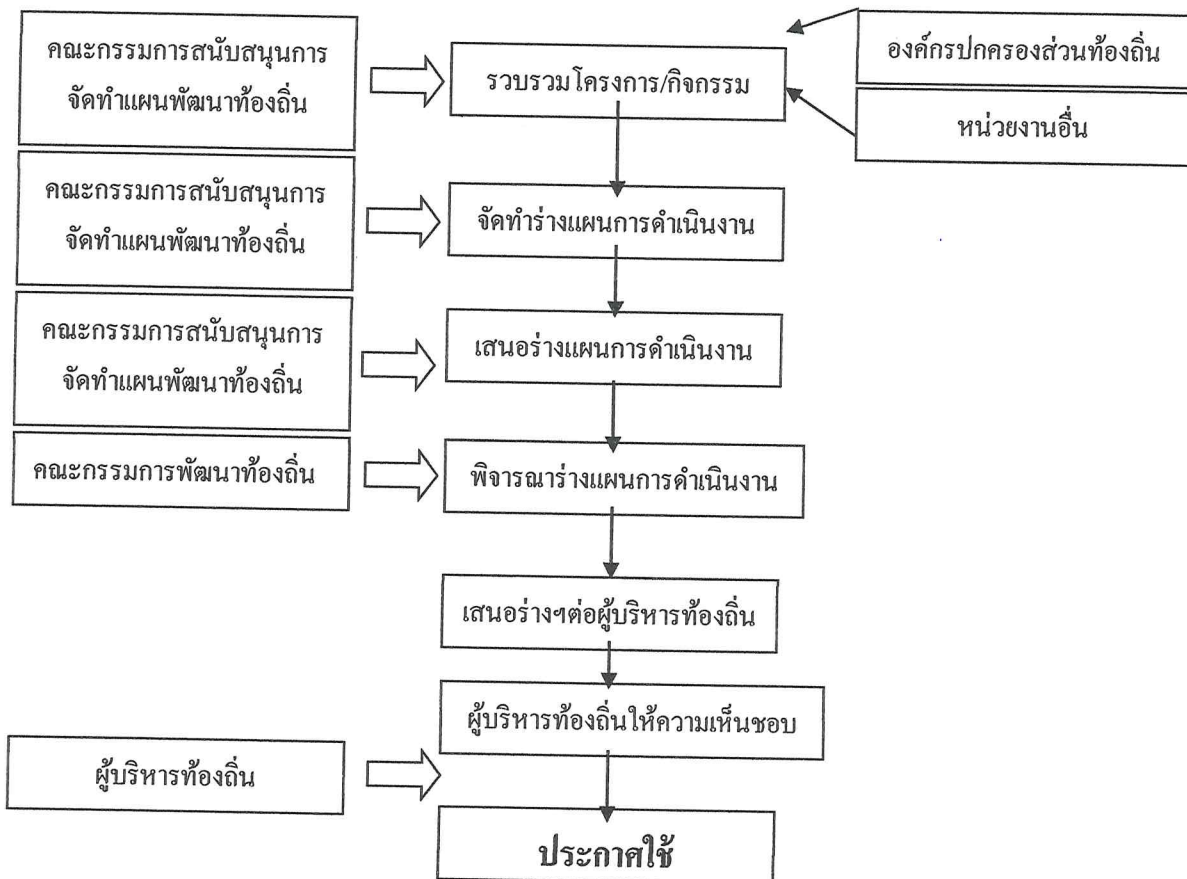 คณะกรรมการสนับสนุนการ
จัดทำแผนพัฒนาท้องถิ่น
รวบรวมโครงการ/กิจกรรม
องค์กรปกครองส่วนท้องถิ่น
หน่วยงานอื่น
คณะกรรมการสนับสนุนการ
จัดทำแผนพัฒนาท้องถิ่น
จัดทำร่างแผนการดำเนินงาน
คณะกรรมการสนับสนุนการ
จัดทำแผนพัฒนาท้องถิ่น
เสนอร่างแผนการดำเนินงาน
คณะกรรมการพัฒนาท้องถิ่น
พิจารณาร่างแผนการดำเนินงาน
เสนอร่างฯต่อผู้บริหารท้องถิ่น
ผู้บริหารท้องถิ่นให้ความเห็นชอบ
ผู้บริหารท้องถิ่น
ประกาศใช้